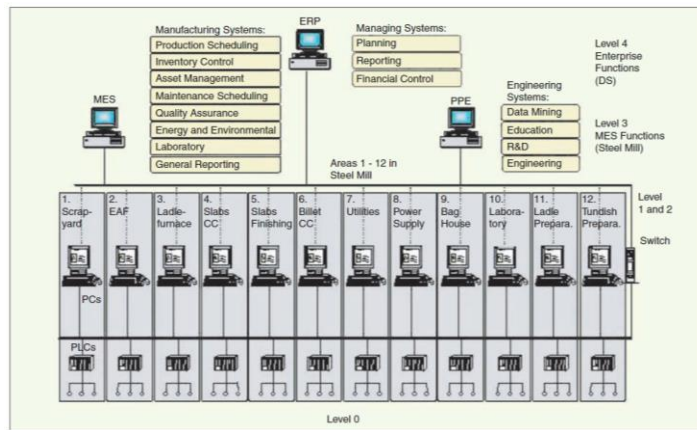 Manufacturing Systems:
Production Scheduling
Inventory Control
Asset Management
Maintenance Scheduling
Quality Assurance
Energy and Environmental
Laboratory
General Reporting
ERP
Managing Systems:
Planning
Reporting
Financial Control
Level 4
Enterprise
Functions
(DS)
MES
PPE
Engineering
Systems:
Data Mining
Education
R&D
Engineering
Level 3
MES Functions
(Steel Mill)
Areas 1 - 12 in
Steel Mill
1.
Scrap-
yard
2.
EAF
3.
Ladle-
furnace
4.
Slabs
CC
5.
Slabs
Finishing
6.
Billet
CC
7.
Utilities
8.
Power
Supply
9.
Bag
House
10.
Labora-
tory
11.
Ladle
Prepara.
12.
Tundish
Prepara.
Level
1 and 2
Switch
PCs
PLCs
Level 0